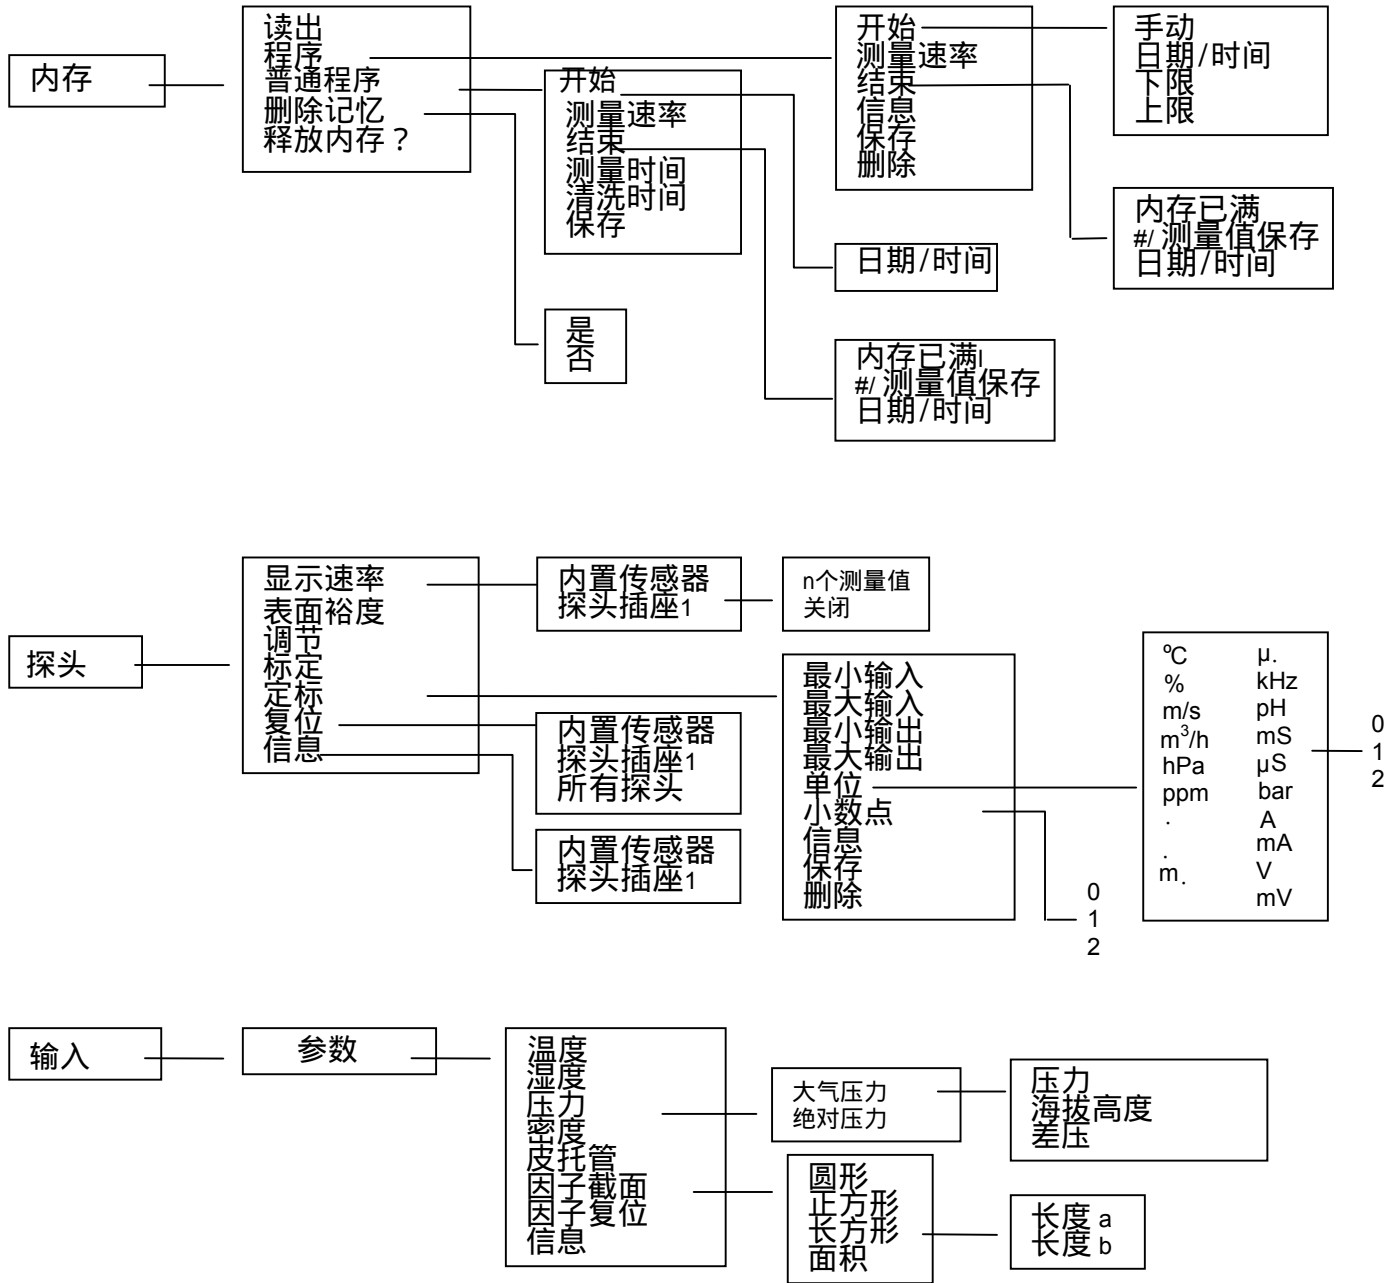 内存
读出
程序
普通程序
删除记忆
释放内存？
开始
测量速率
结束
测量时间
清洗时间
保存
是
否
开始
测量速率
结束
信息
保存
删除
日期/时间
内存已满
#/ 测量值保存
日期/时间
手动
日期/时间
下限
上限
内存已满
#/ 测量值保存
日期/时间
探头
显示速率
表面裕度
调节
标定
定标
复位
信息
内置传感器
探头插座1
n个测量值
关闭
内置传感器
探头插座1
所有探头
内置传感器
探头插座1
最小输入
最大输入
最小输出
最大输出
单位
小数点
信息
保存
删除
0
1
2
℃
%
m/s
m³/h
hPa
ppm
.
.
m.
µ.
kHz
pH
mS
µS
bar
A
mA
V
mV
0
1
2
输入
参数
温度
湿度
压力
密度
皮托管
因子截面
因子复位
信息
大气压力
绝对压力
压力
海拔高度
差压
圆形
正方形
长方形
面积
长度 a
长度 b